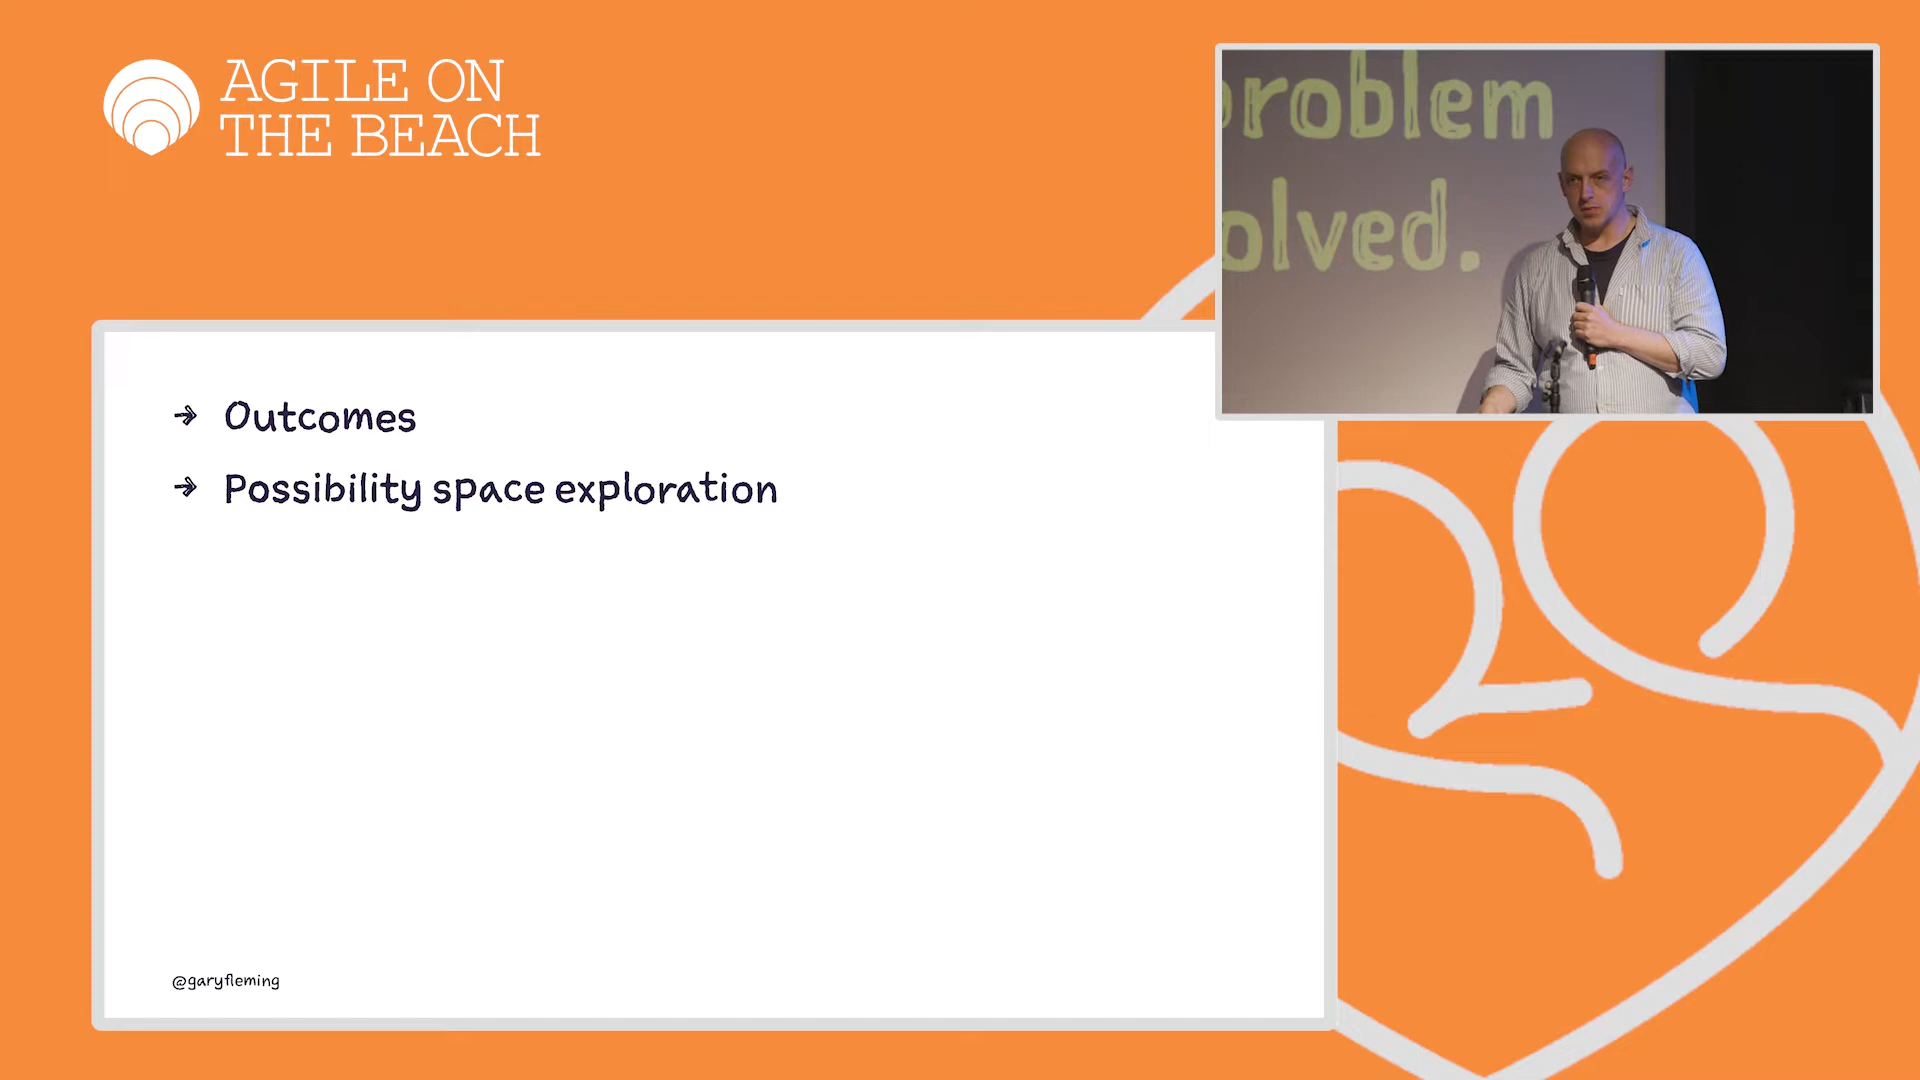 AGILE ON
THE BEACH
roblem
olved.
→ Outcomes
→ Possibility space exploration
@garyfleming